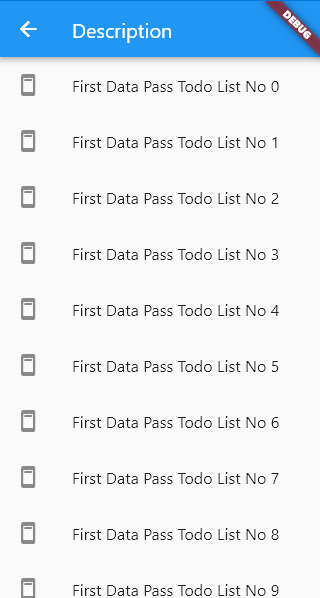 Description
DEBUG
First Data Pass Todo List No 0
First Data Pass Todo List No 1
First Data Pass Todo List No 2
First Data Pass Todo List No 3
First Data Pass Todo List No 4
First Data Pass Todo List No 5
First Data Pass Todo List No 6
First Data Pass Todo List No 7
First Data Pass Todo List No 8
First Data Pass Todo List No 9